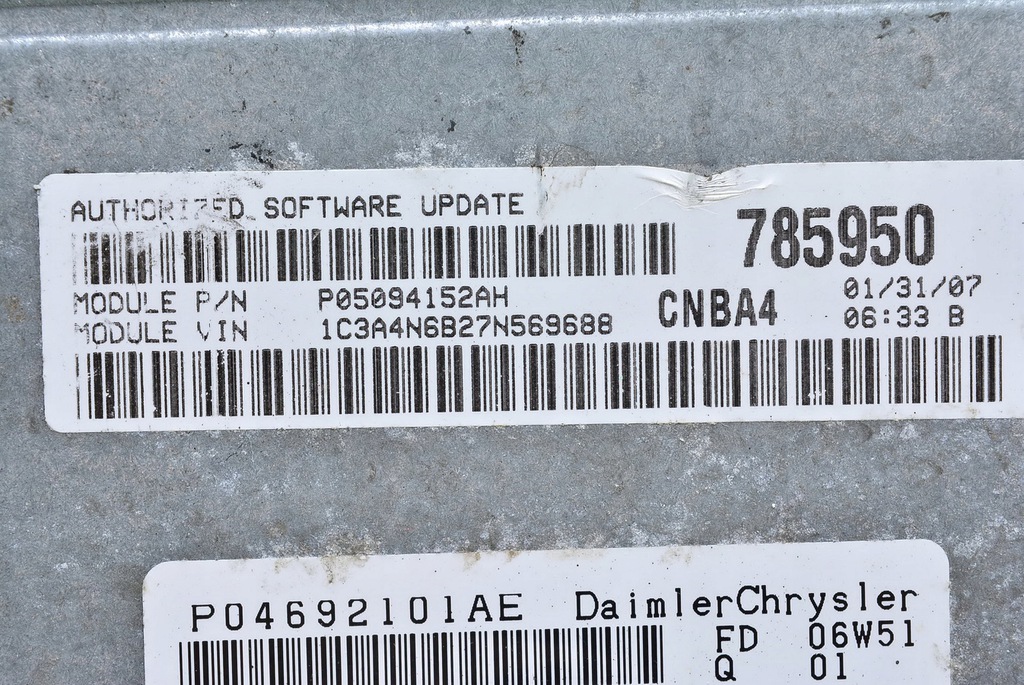 AUTHORIZED SOFTWARE UPDATE
785950
MODULE P/N P05094152AH
MODULE VIN 1C3A4N6B27N569688
CNBA4
01/31/07
06:33 B
P04692101AE DaimlerChrysler
FD 06W51
Q 01